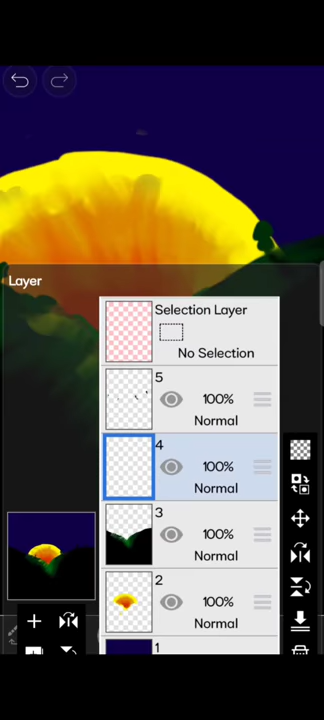 Layer
Selection Layer
No Selection
5
100%
Normal
4
100%
Normal
3
100%
Normal
2
100%
Normal
1